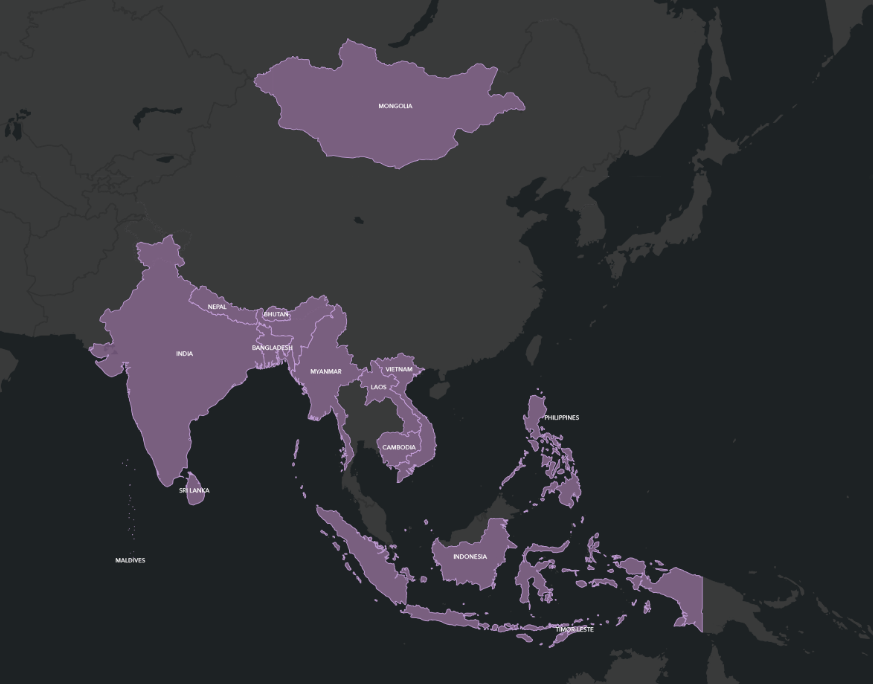 MONGOLIA
NEPAL
BHUTAN
BANGLADESH
INDIA
MYANMAR
VIETNAM
LAOS
PHILIPPINES
CAMBODIA
SRI LANKA
INDONESIA
MALDIVES
TIMOR-LESTE